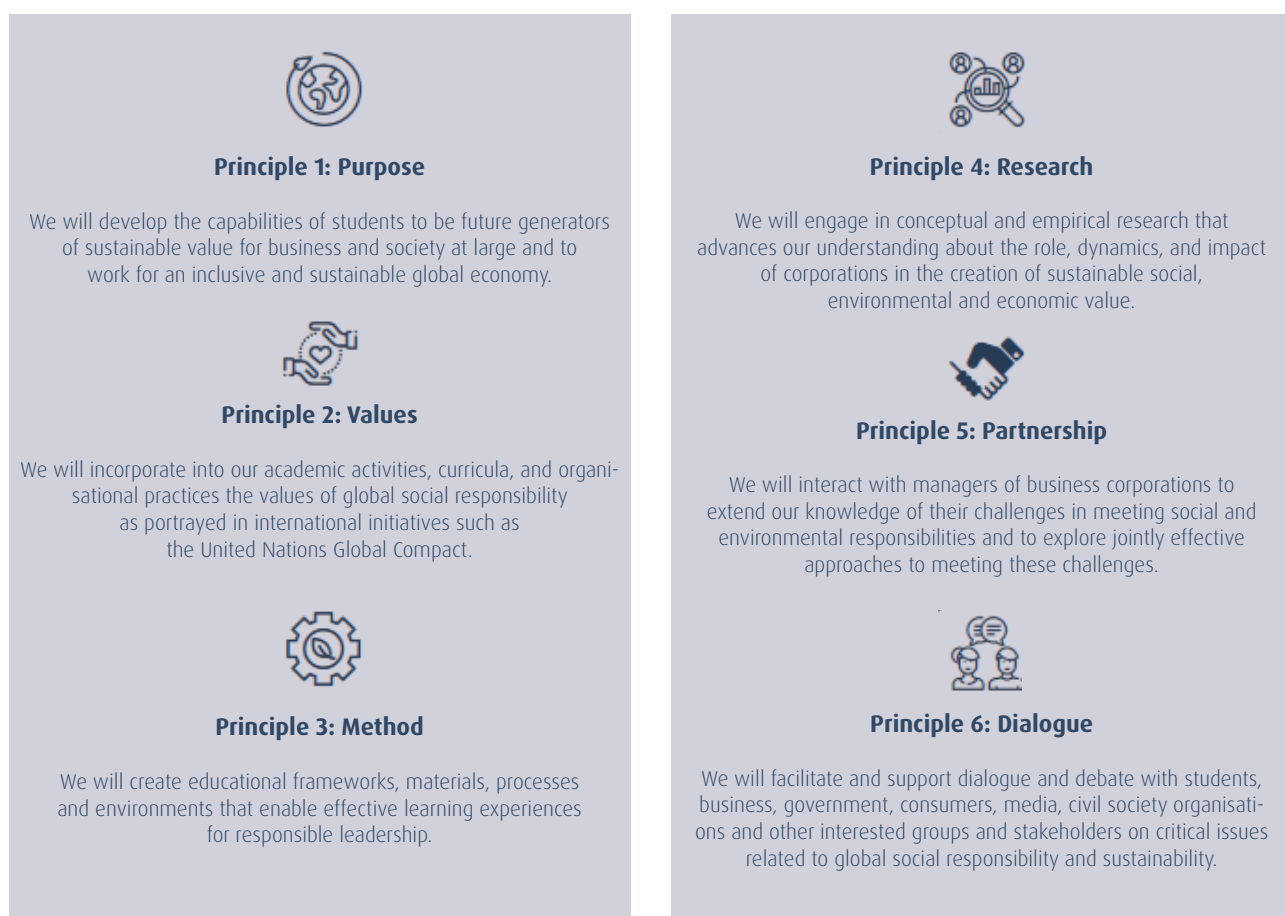 Principle 1: Purpose
We will develop the capabilities of students to be future generators
of sustainable value for business and society at large and to
work for an inclusive and sustainable global economy.
Principle 2: Values
We will incorporate into our academic activities, curricula, and organi-
sational practices the values of global social responsibility
as portrayed in international initiatives such as
the United Nations Global Compact.
Principle 3: Method
We will create educational frameworks, materials, processes
and environments that enable effective learning experiences
for responsible leadership.
Principle 4: Research
We will engage in conceptual and empirical research that
advances our understanding about the role, dynamics, and impact
of corporations in the creation of sustainable social,
environmental and economic value.
Principle 5: Partnership
We will interact with managers of business corporations to
extend our knowledge of their challenges in meeting social and
environmental responsibilities and to explore jointly effective
approaches to meeting these challenges.
Principle 6: Dialogue
We will facilitate and support dialogue and debate with students,
business, government, consumers, media, civil society organisati-
ons and other interested groups and stakeholders on critical issues
related to global social responsibility and sustainability.